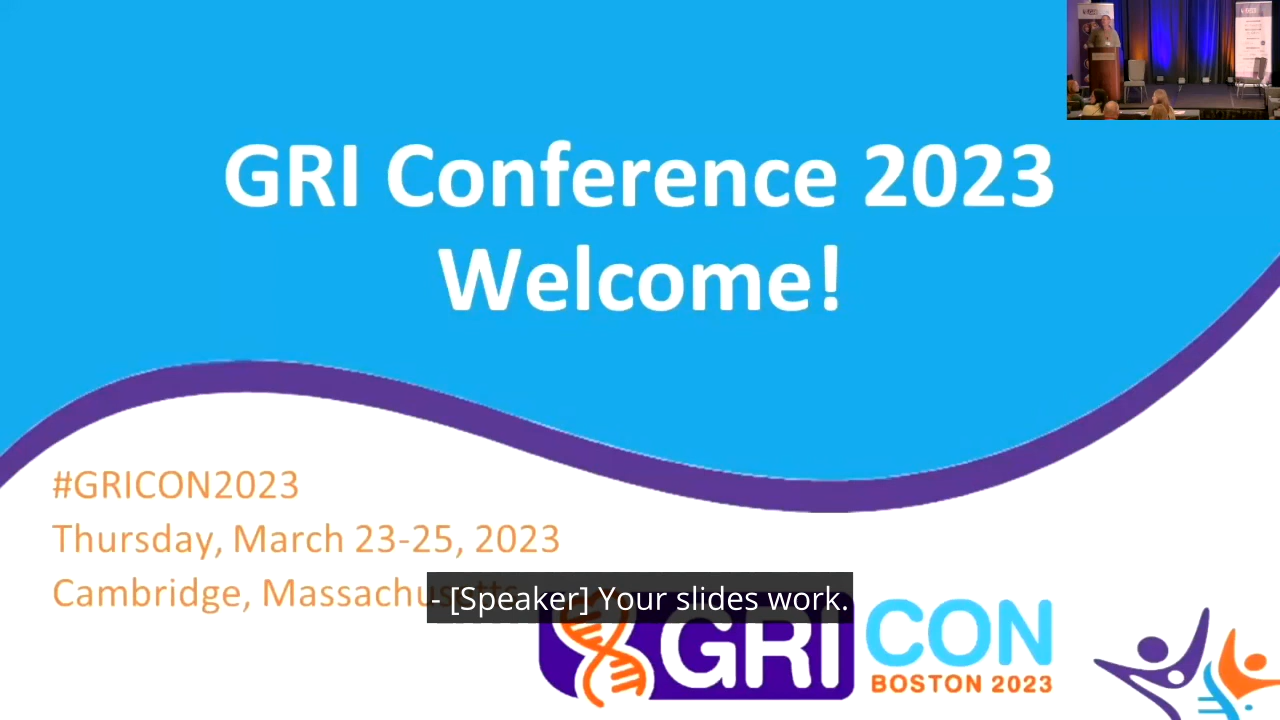 GRI Conference 2023
Welcome!
#GRICON2023
Thursday, March 23-25, 2023
Cambridge, Massachusetts
- [Speaker] Your slides work.
GRI CON
BOSTON 2023